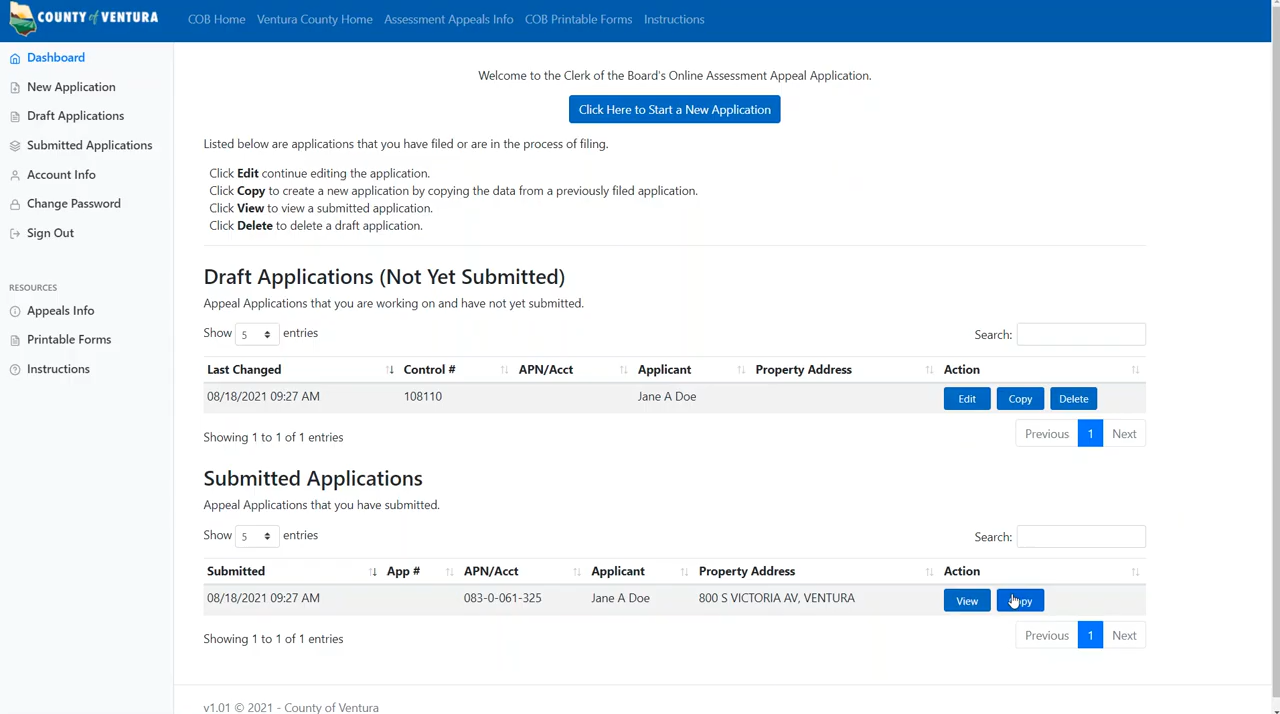 COUNTY of VENTURA
COB Home Ventura County Home Assessment Appeals Info COB Printable Forms Instructions
Dashboard
New Application
Draft Applications
Submitted Applications
Account Info
Change Password
Sign Out
RESOURCES
Appeals Info
Printable Forms
Instructions
Welcome to the Clerk of the Board's Online Assessment Appeal Application.
Click Here to Start a New Application
Listed below are applications that you have filed or are in the process of filing.
Click Edit continue editing the application.
Click Copy to create a new application by copying the data from a previously filed application.
Click View to view a submitted application.
Click Delete to delete a draft application.
Draft Applications (Not Yet Submitted)
Appeal Applications that you are working on and have not yet submitted.
Show 5 entries Search:
Last Changed Control # APN/Acct Applicant Property Address Action
08/18/2021 09:27 AM 108110 Jane A Doe Edit Copy Delete
Showing 1 to 1 of 1 entries Previous 1 Next
Submitted Applications
Appeal Applications that you have submitted.
Show 5 entries Search:
Submitted App # APN/Acct Applicant Property Address Action
08/18/2021 09:27 AM 083-0-061-325 Jane A Doe 800 S VICTORIA AV, VENTURA View Copy
Showing 1 to 1 of 1 entries Previous 1 Next
v1.01 © 2021 - County of Ventura